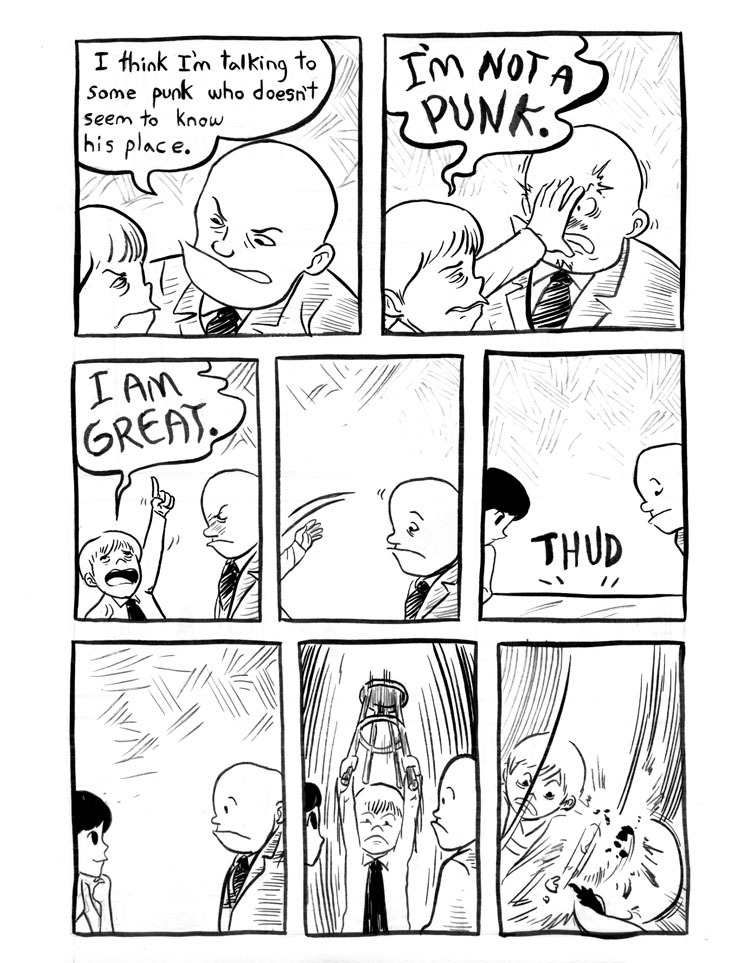 I think I'm talking to
some punk who doesn't
seem to know
his place.
I'M NOT A
PUNK.
I AM
GREAT.
THUD